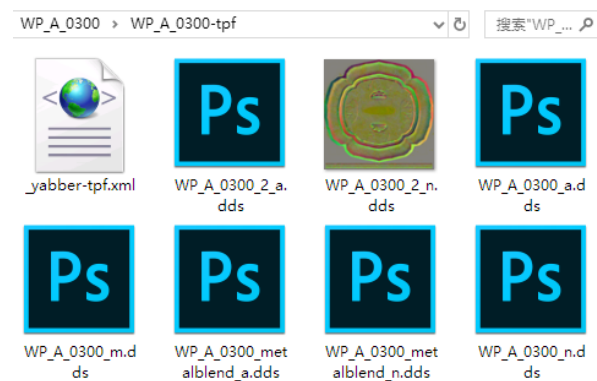 WP_A_0300 › WP_A_0300-tpf
搜索"WP_...
Ps
Ps
_yabber-tpf.xml
WP_A_0300_2_a.
dds
WP_A_0300_2_n.
dds
WP_A_0300_a.d
ds
Ps
Ps
Ps
Ps
WP_A_0300_m.d
ds
WP_A_0300_met
alblend_a.dds
WP_A_0300_met
alblend_n.dds
WP_A_0300_n.d
ds